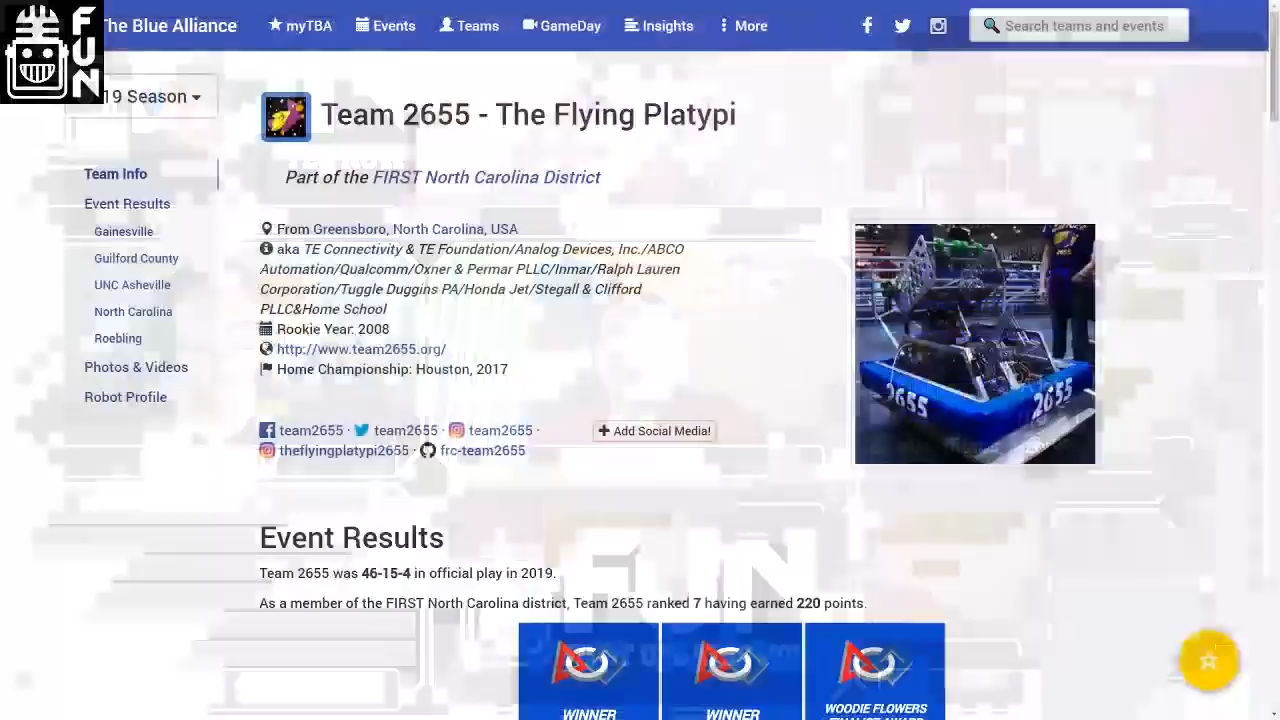 The Blue Alliance
myTBA
Events
Teams
GameDay
Insights
More
Search teams and events
FUN
19 Season
Team 2655 - The Flying Platypi
Part of the FIRST North Carolina District
Team Info
Event Results
Gainesville
Guilford County
UNC Asheville
North Carolina
Roebling
Photos & Videos
Robot Profile
From Greensboro, North Carolina, USA
aka TE Connectivity & TE Foundation/Analog Devices, Inc./ABCO
Automation/Qualcomm/Oxner & Permar PLLC/Inmar/Ralph Lauren
Corporation/Tuggle Duggins PA/Honda Jet/Stegall & Clifford
PLLC&Home School
Rookie Year: 2008
http://www.team2655.org/
Home Championship: Houston, 2017
team2655 · team2655 · team2655 ·
theflyingplatypi2655 · frc-team2655
Add Social Media!
2655
2655
Event Results
Team 2655 was 46-15-4 in official play in 2019.
As a member of the FIRST North Carolina district, Team 2655 ranked 7 having earned 220 points.
FUN
WINNER
WINNER
WOODIE FLOWERS
FINALIST AWARD